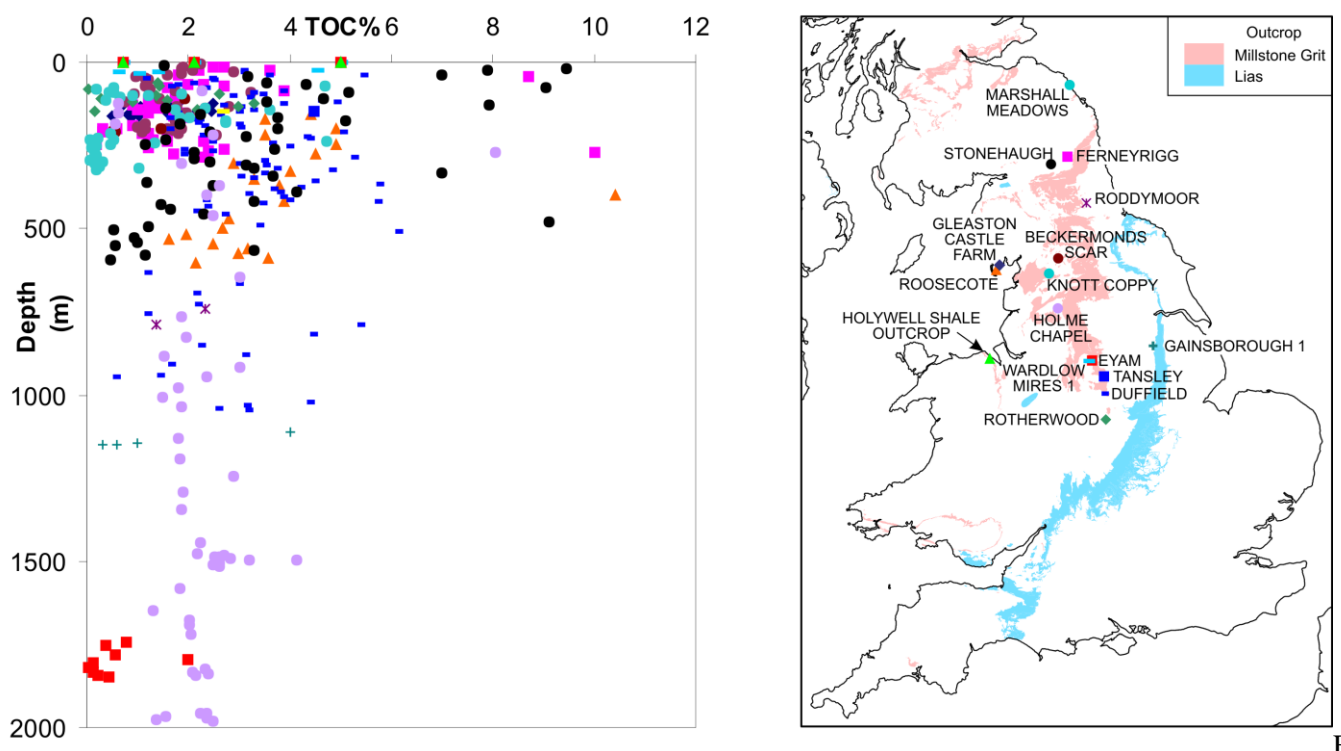 0 2 4 TOC% 6 8 10 12
0
500
Depth
(m)
1000
1500
2000
Outcrop
Millstone Grit
Lias
MARSHALL
MEADOWS
STONEHAUGH
FERNEYRIGG
RODDYMOOR
GLEASTON
CASTLE
FARM
BECKERMONDS
SCAR
ROOSECOTE
KNOTT COPPY
HOLYWELL SHALE
OUTCROP
HOLME
CHAPEL
GAINSBOROUGH 1
WARDLOW
MIRES 1
EYAM
TANSLEY
DUFFIELD
ROTHERWOOD